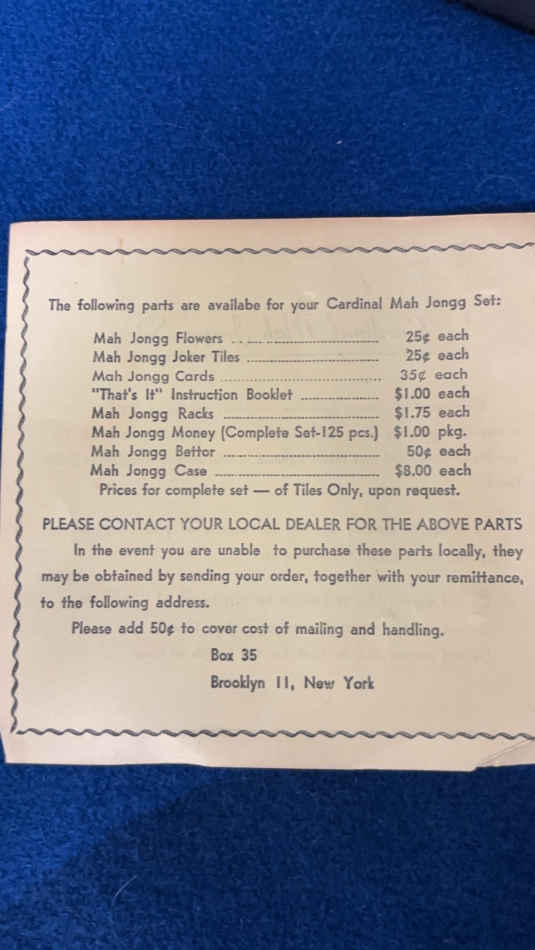 The following parts are availabe for your Cardinal Mah Jongg Set:
Mah Jongg Flowers 25¢ each
Mah Jongg Joker Tiles 25¢ each
Mah Jongg Cards 35¢ each
"That's It" Instruction Booklet $1.00 each
Mah Jongg Racks $1.75 each
Mah Jongg Money (Complete Set-125 pcs.) $1.00 pkg.
Mah Jongg Bettor 50¢ each
Mah Jongg Case $8.00 each
Prices for complete set — of Tiles Only, upon request.
PLEASE CONTACT YOUR LOCAL DEALER FOR THE ABOVE PARTS
In the event you are unable to purchase these parts locally, they
may be obtained by sending your order, together with your remittance,
to the following address.
Please add 50¢ to cover cost of mailing and handling.
Box 35
Brooklyn 11, New York